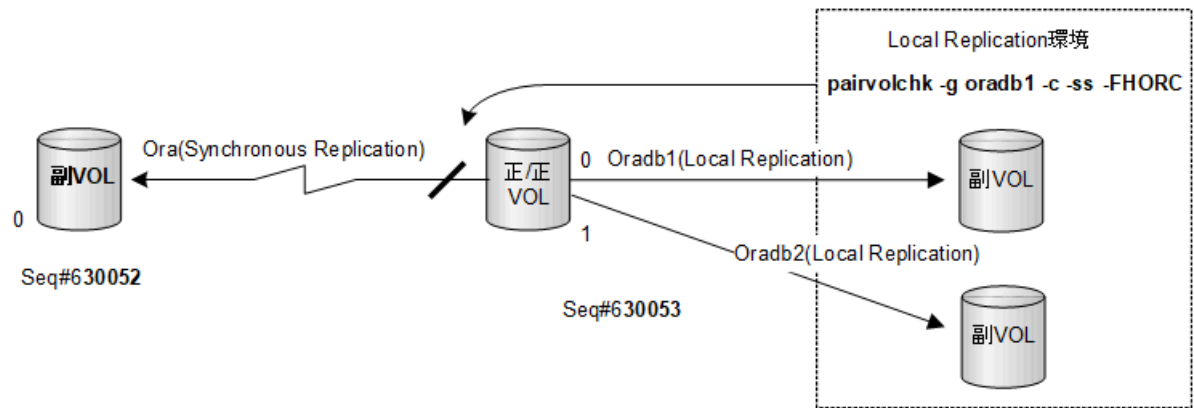 Local Replication環境
pairvolchk -g oradb1 -c -ss -FHORC
Ora(Synchronous Replication)
副VOL
0
Seq#630052
正/正
VOL
0
1
Oradb1(Local Replication)
副VOL
Oradb2(Local Replication)
Seq#630053
副VOL